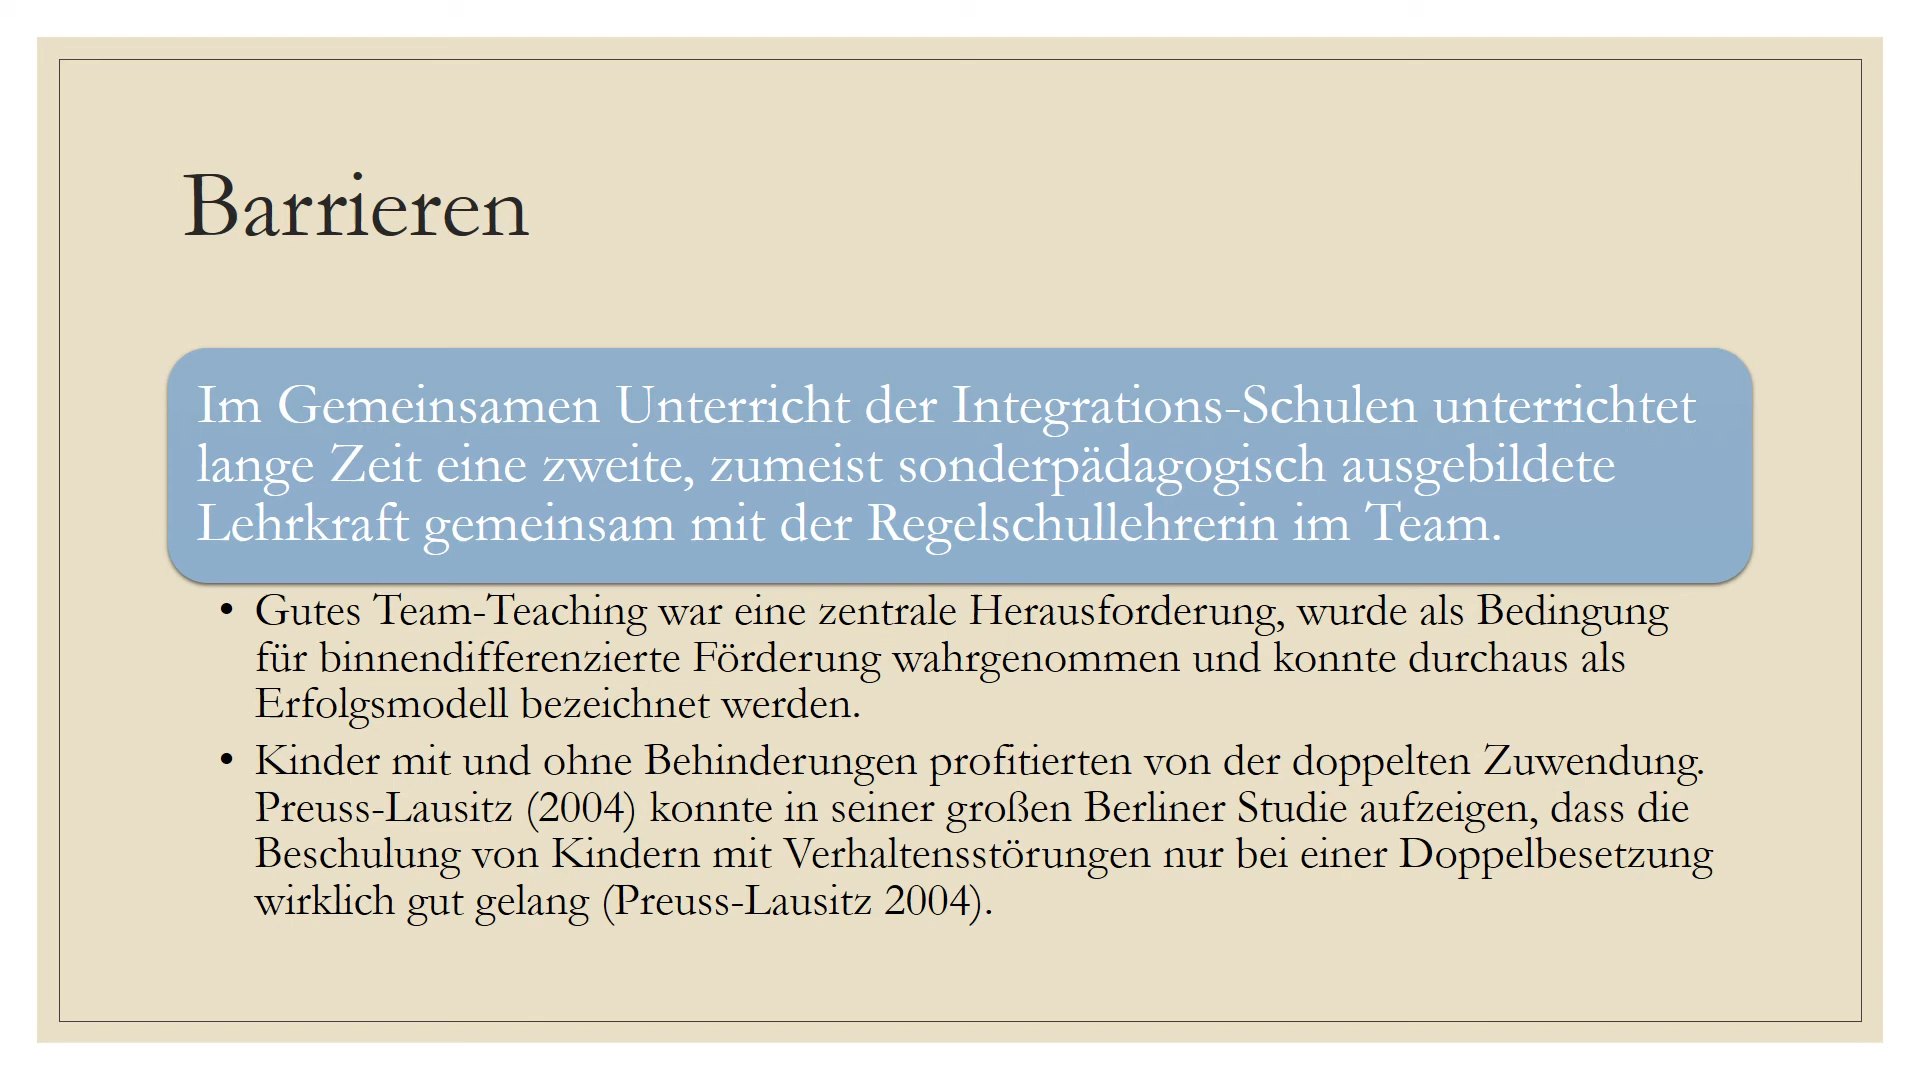 Barrieren
Im Gemeinsamen Unterricht der Integrations-Schulen unterrichtet
lange Zeit eine zweite, zumeist sonderpädagogisch ausgebildete
Lehrkraft gemeinsam mit der Regelschullehrerin im Team.
• Gutes Team-Teaching war eine zentrale Herausforderung, wurde als Bedingung
für binnendifferenzierte Förderung wahrgenommen und konnte durchaus als
Erfolgsmodell bezeichnet werden.
• Kinder mit und ohne Behinderungen profitierten von der doppelten Zuwendung.
Preuss-Lausitz (2004) konnte in seiner großen Berliner Studie aufzeigen, dass die
Beschulung von Kindern mit Verhaltensstörungen nur bei einer Doppelbesetzung
wirklich gut gelang (Preuss-Lausitz 2004).